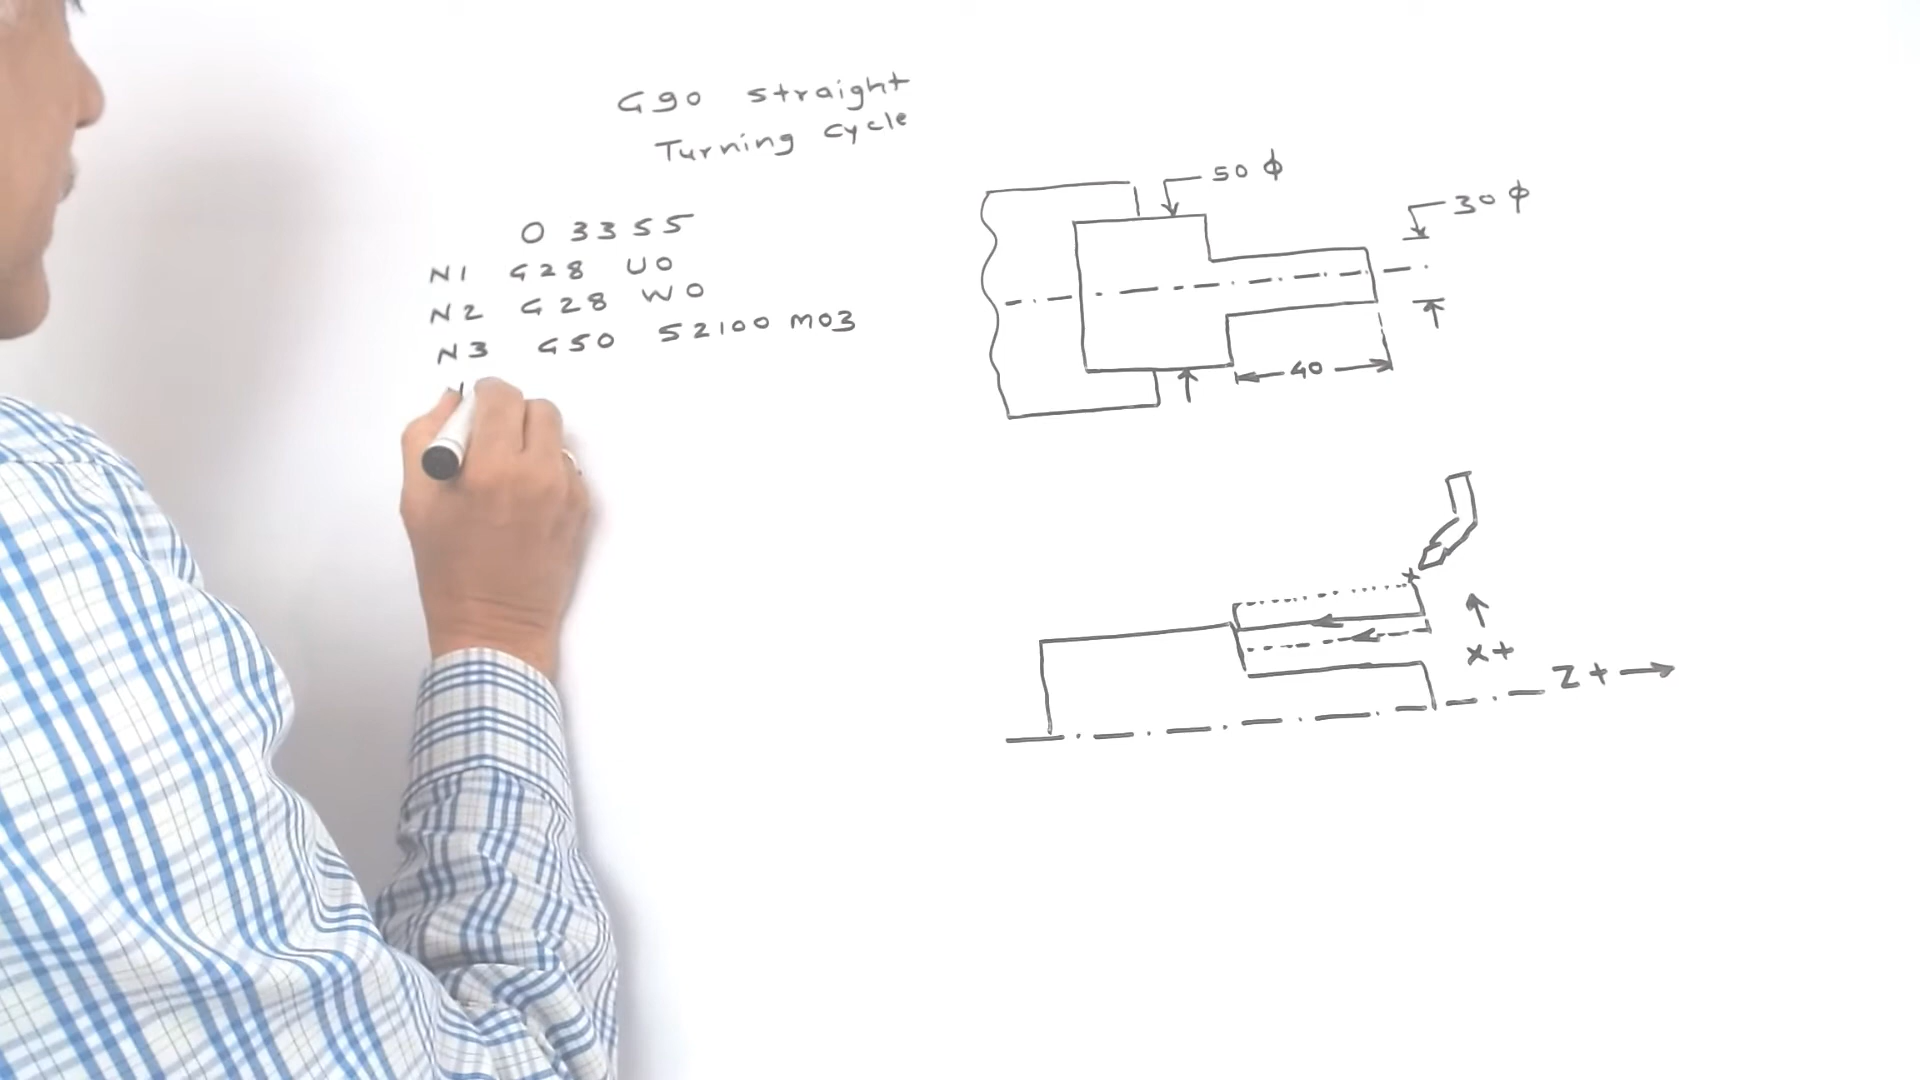 G90 straight
Turning cycle
O 3355
N1 G28 U0
N2 G28 W0
N3 G50 S2100 M03
50 ϕ
30 ϕ
40
X+
Z+